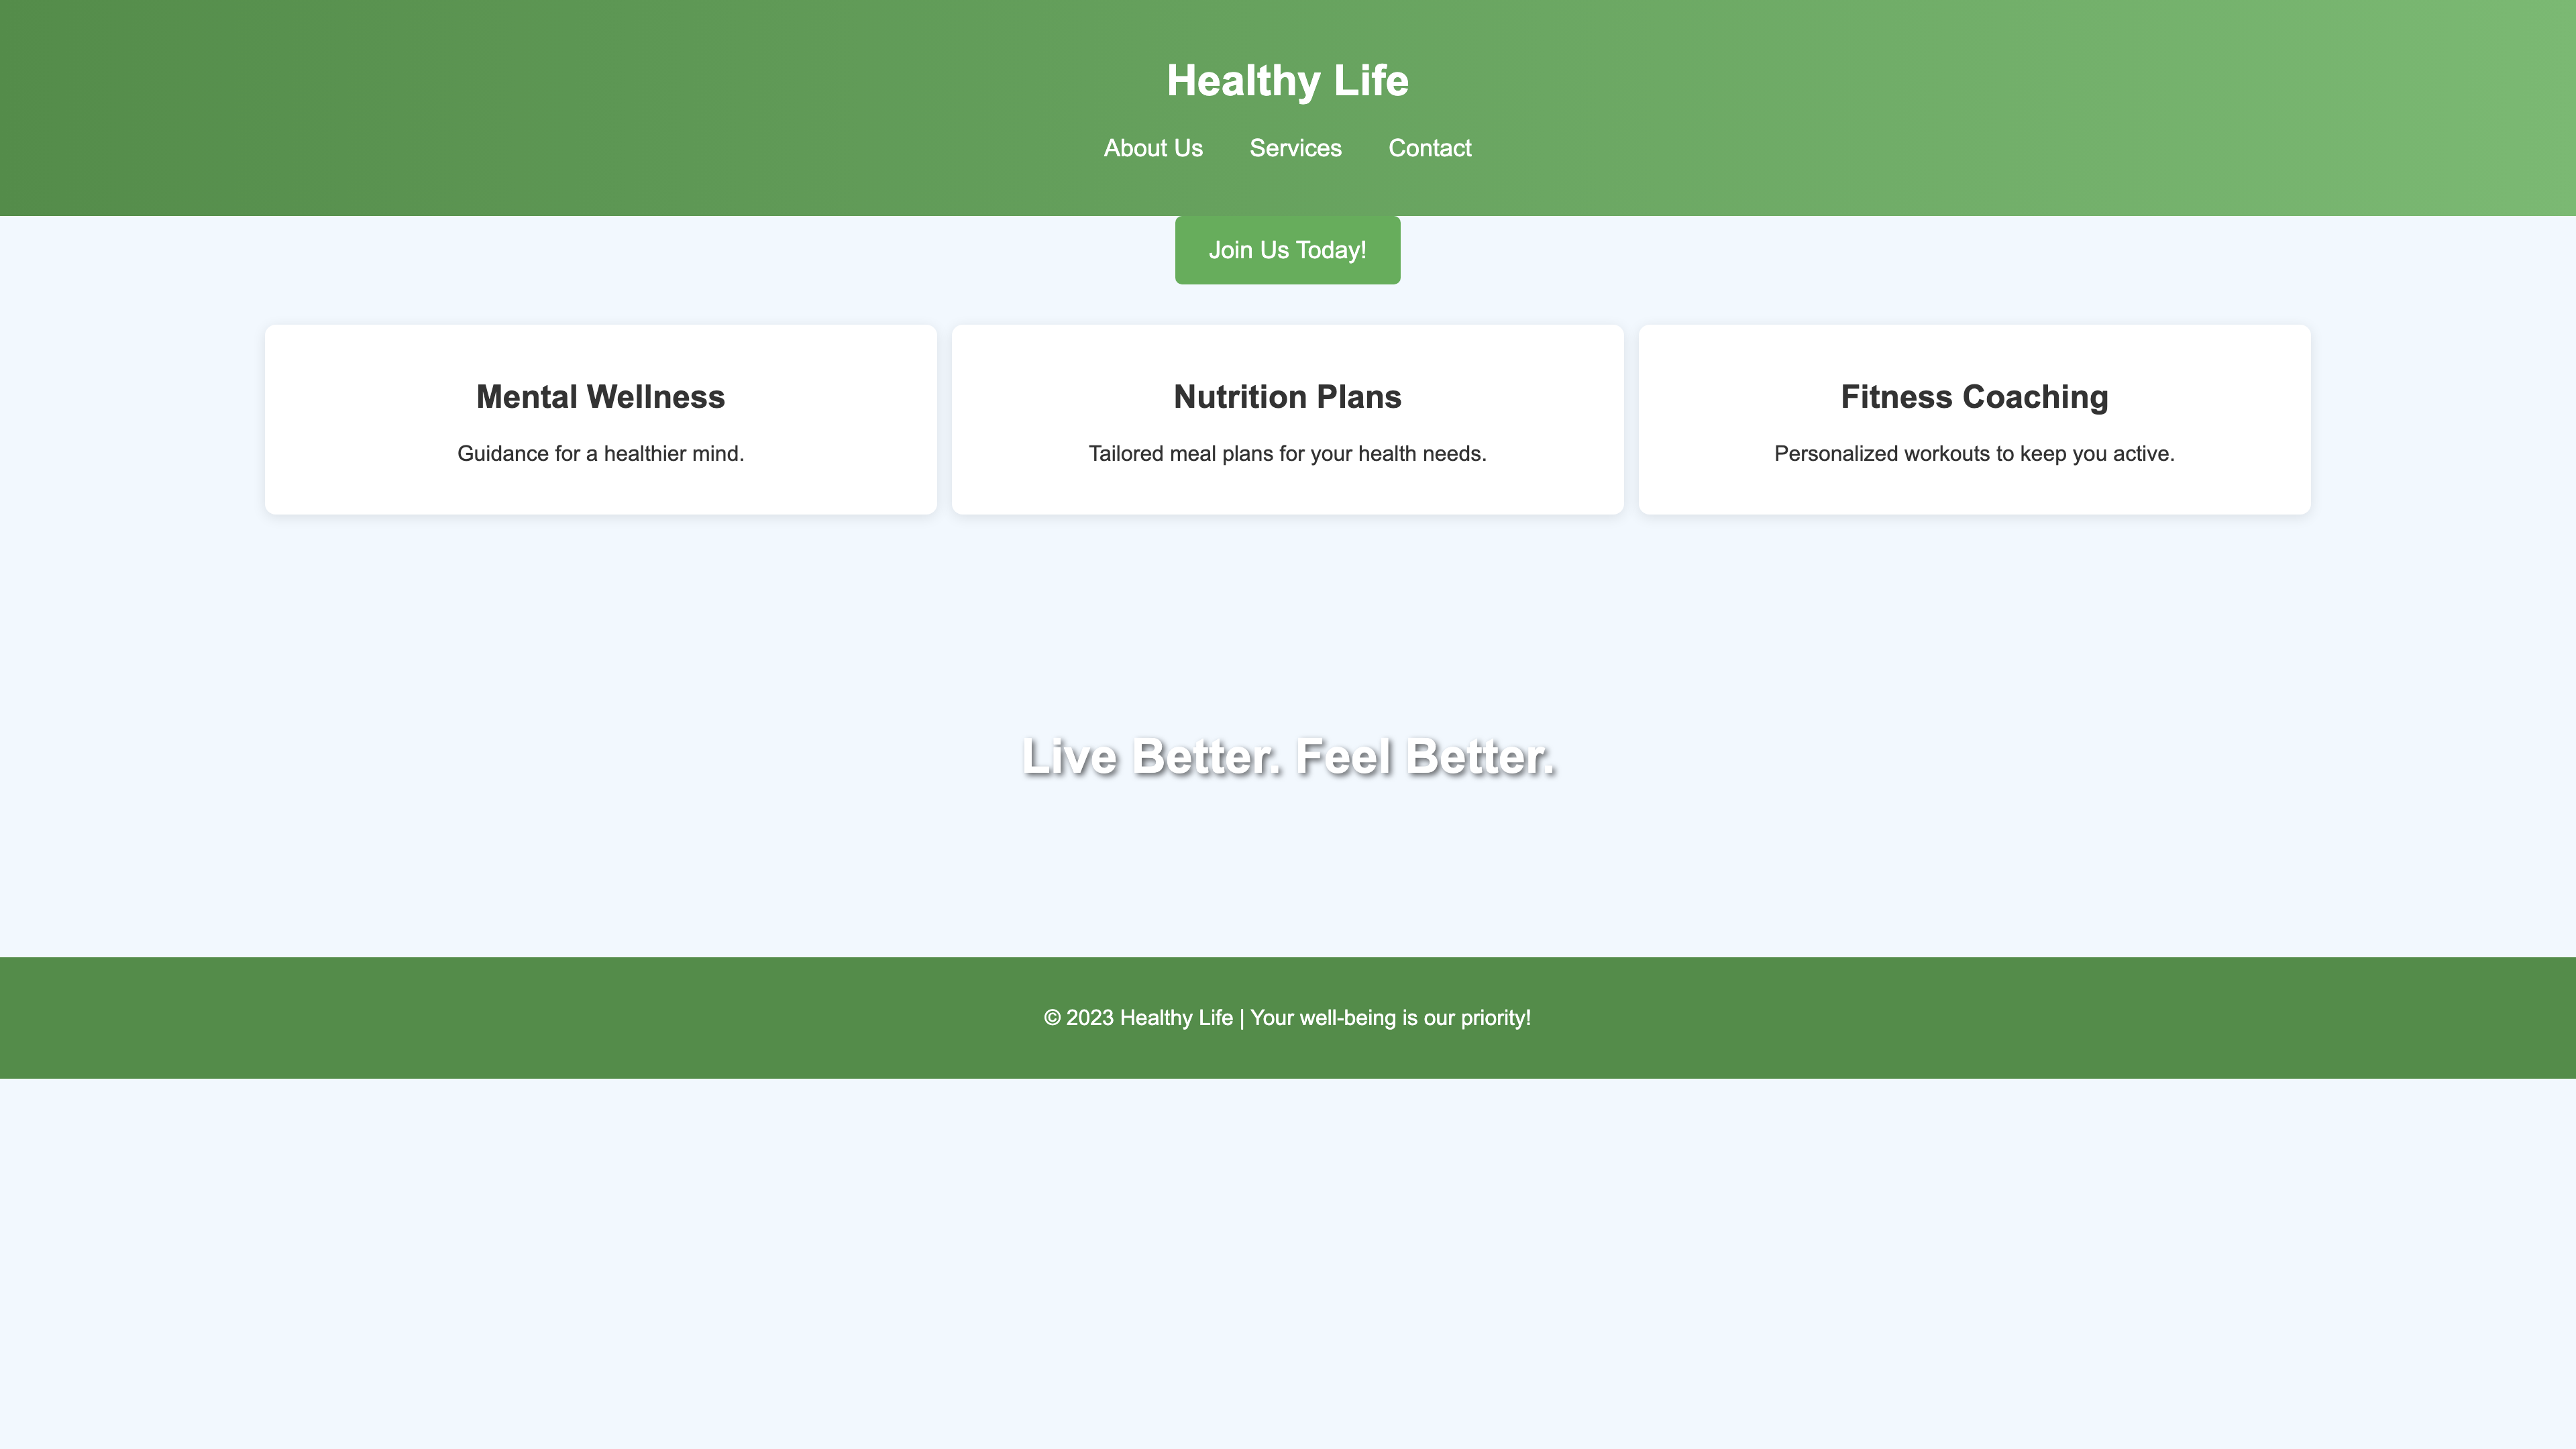 Healthy Life
About Us Services Contact
Join Us Today!
Mental Wellness
Guidance for a healthier mind.
Nutrition Plans
Tailored meal plans for your health needs.
Fitness Coaching
Personalized workouts to keep you active.
Live Better. Feel Better.
© 2023 Healthy Life | Your well-being is our priority!